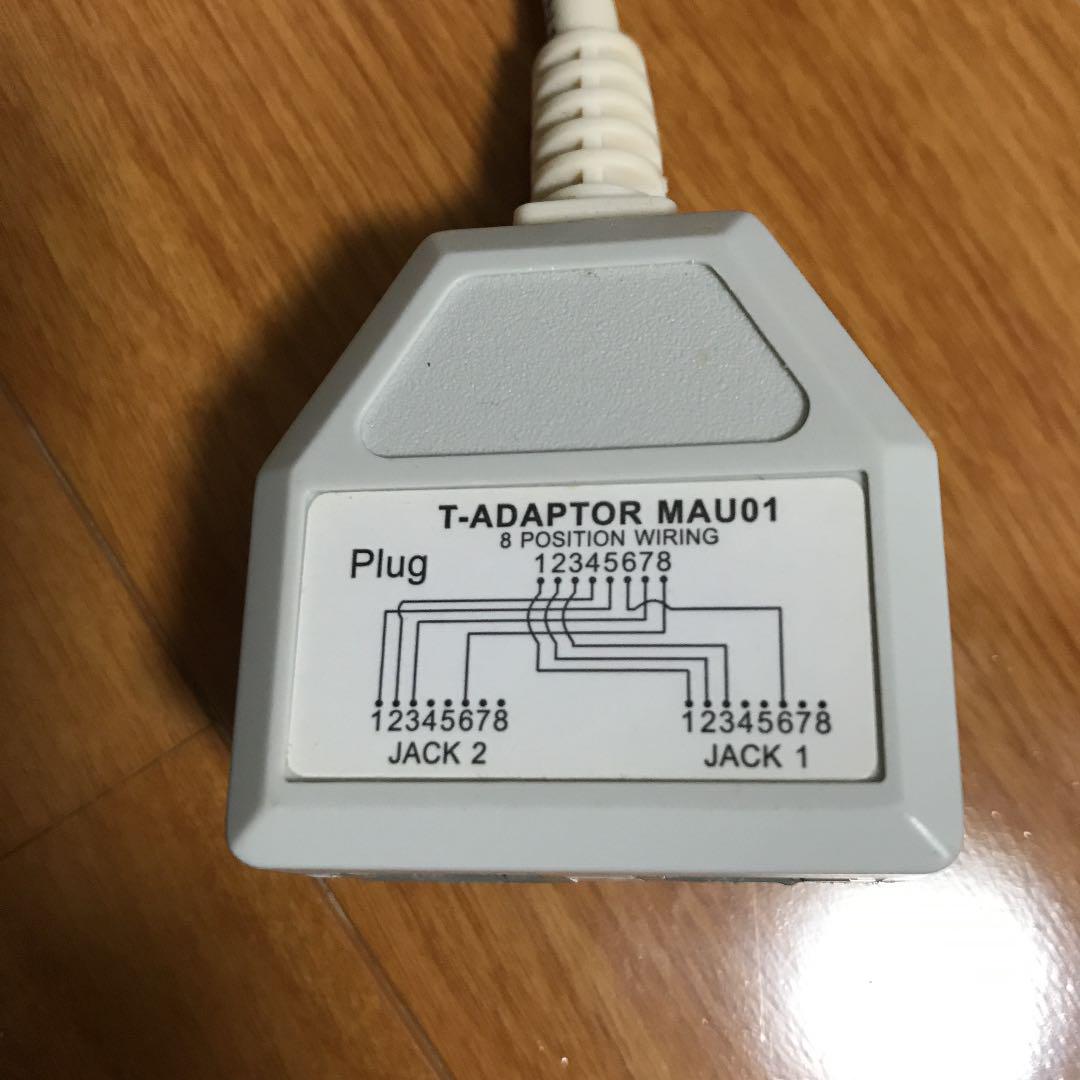 T-ADAPTOR MAU01
8 POSITION WIRING
Plug 12345678
12345678 12345678
JACK 2 JACK 1